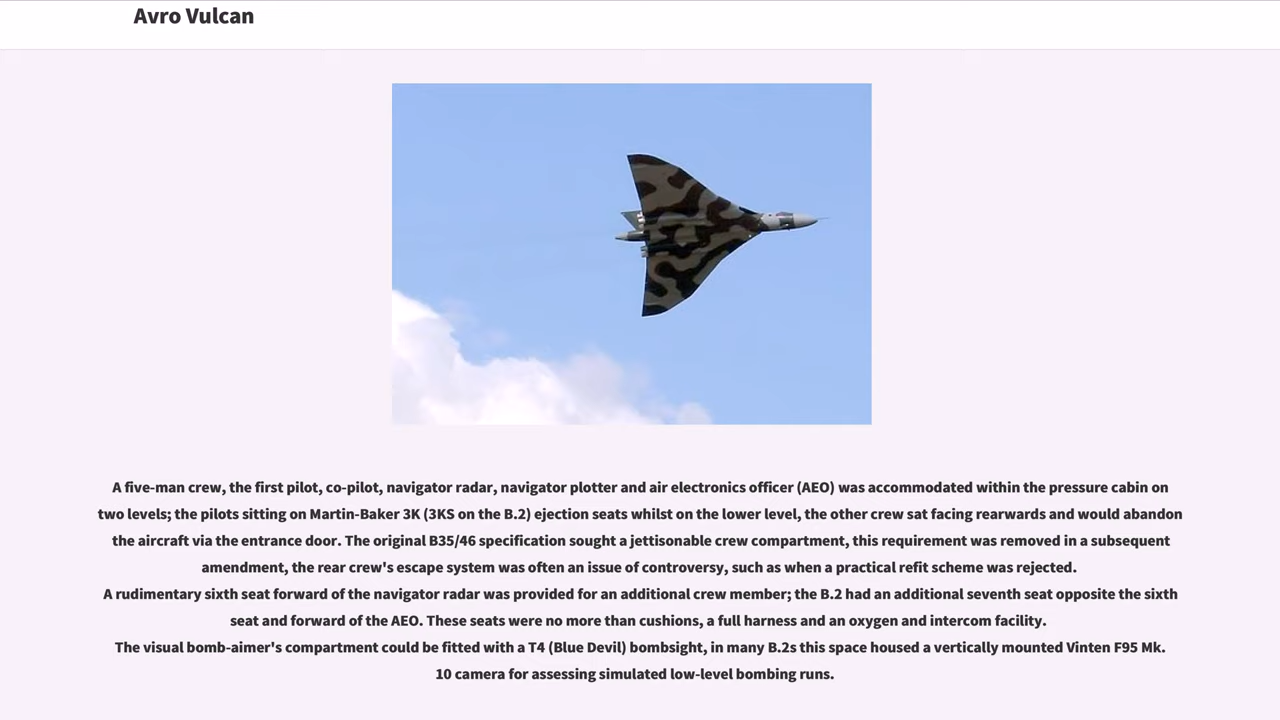 Avro Vulcan
A five-man crew, the first pilot, co-pilot, navigator radar, navigator plotter and air electronics officer (AEO) was accommodated within the pressure cabin on
two levels; the pilots sitting on Martin-Baker 3K (3KS on the B.2) ejection seats whilst on the lower level, the other crew sat facing rearwards and would abandon
the aircraft via the entrance door. The original B35/46 specification sought a jettisonable crew compartment, this requirement was removed in a subsequent
amendment, the rear crew's escape system was often an issue of controversy, such as when a practical refit scheme was rejected.
A rudimentary sixth seat forward of the navigator radar was provided for an additional crew member; the B.2 had an additional seventh seat opposite the sixth
seat and forward of the AEO. These seats were no more than cushions, a full harness and an oxygen and intercom facility.
The visual bomb-aimer's compartment could be fitted with a T4 (Blue Devil) bombsight, in many B.2s this space housed a vertically mounted Vinten F95 Mk.
10 camera for assessing simulated low-level bombing runs.